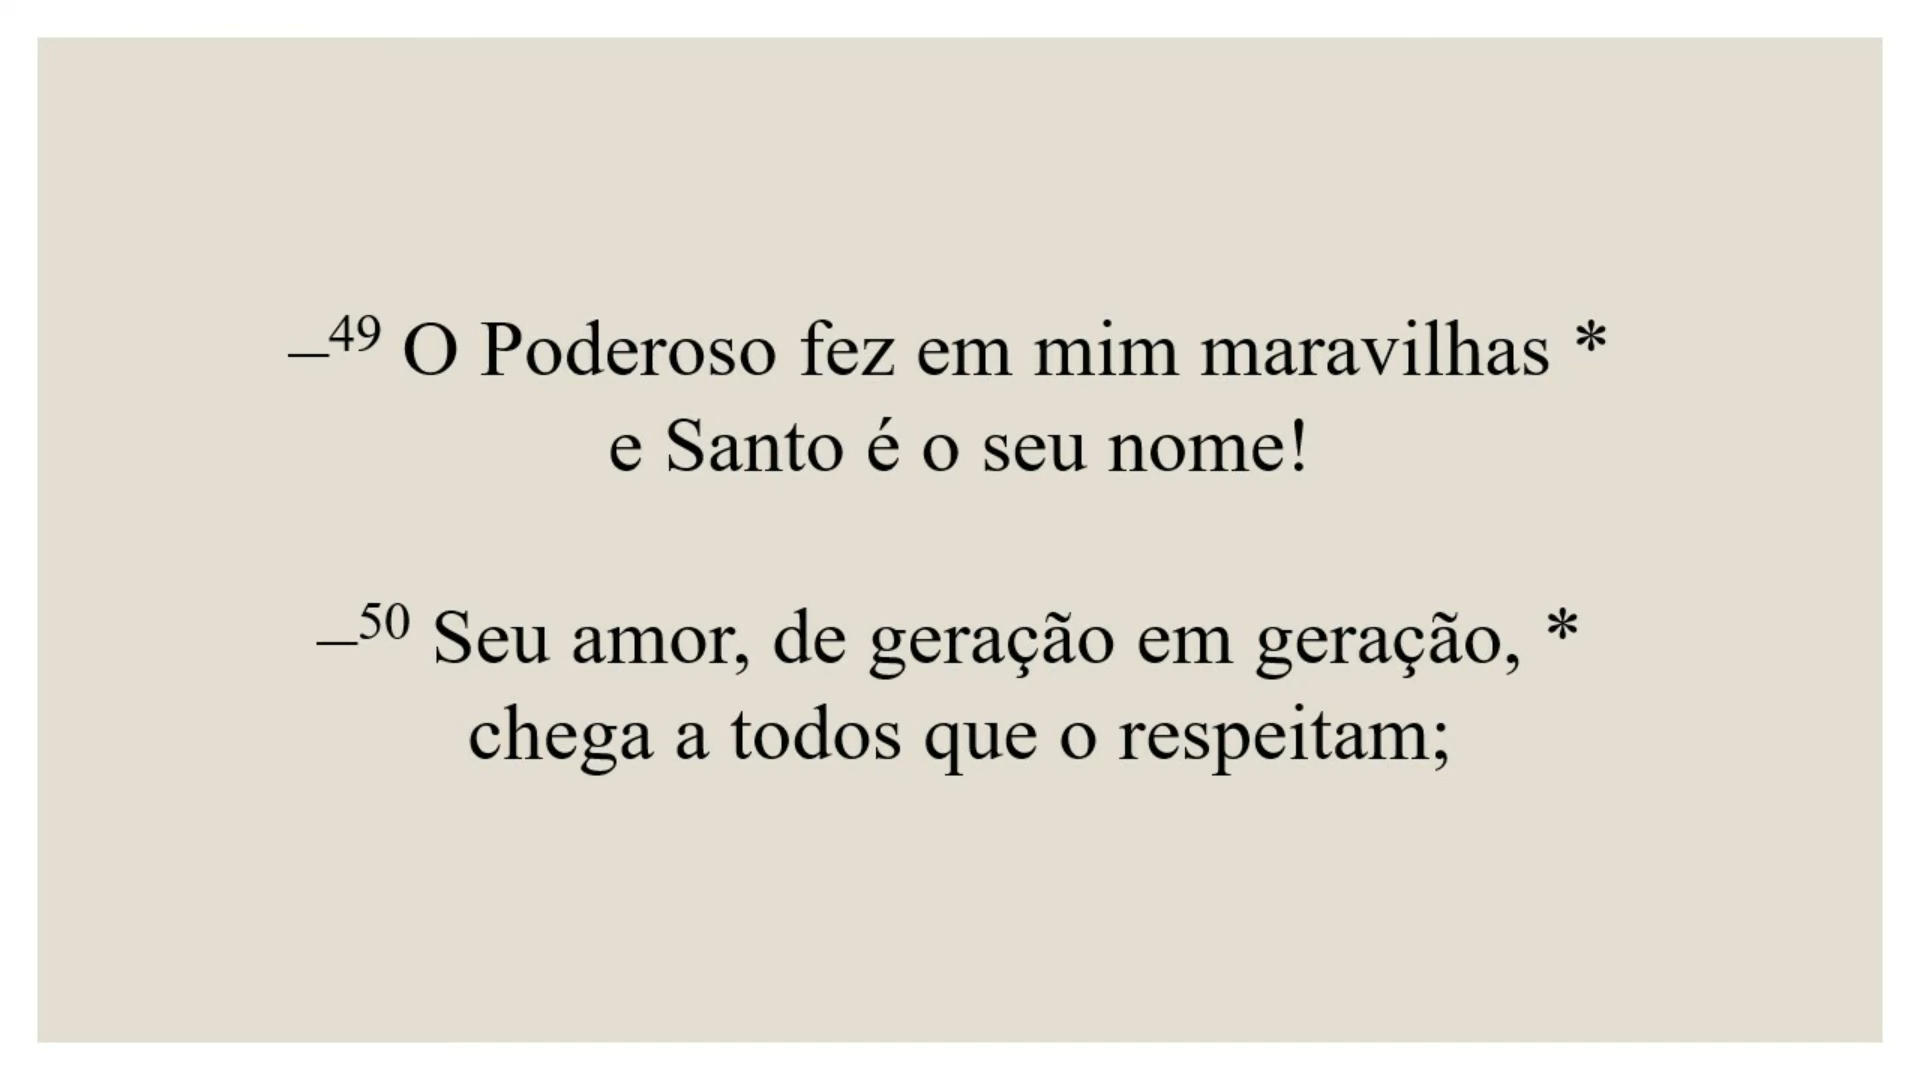 –⁴⁹ O Poderoso fez em mim maravilhas *
e Santo é o seu nome!
–⁵⁰ Seu amor, de geração em geração, *
chega a todos que o respeitam;